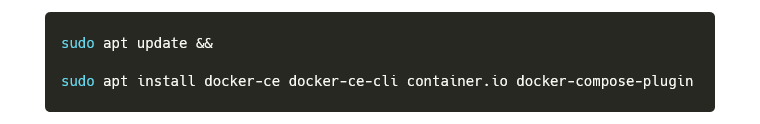 sudo apt update &&
sudo apt install docker-ce docker-ce-cli container.io docker-compose-plugin